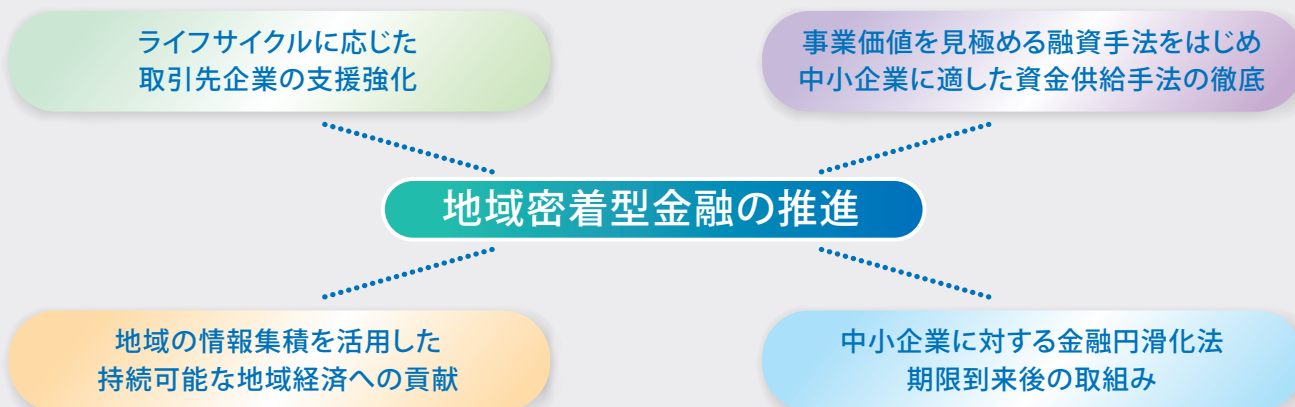 ライフサイクルに応じた
取引先企業の支援強化
事業価値を見極める融資手法をはじめ
中小企業に適した資金供給手法の徹底
地域密着型金融の推進
地域の情報集積を活用した
持続可能な地域経済への貢献
中小企業に対する金融円滑化法
期限到来後の取組み